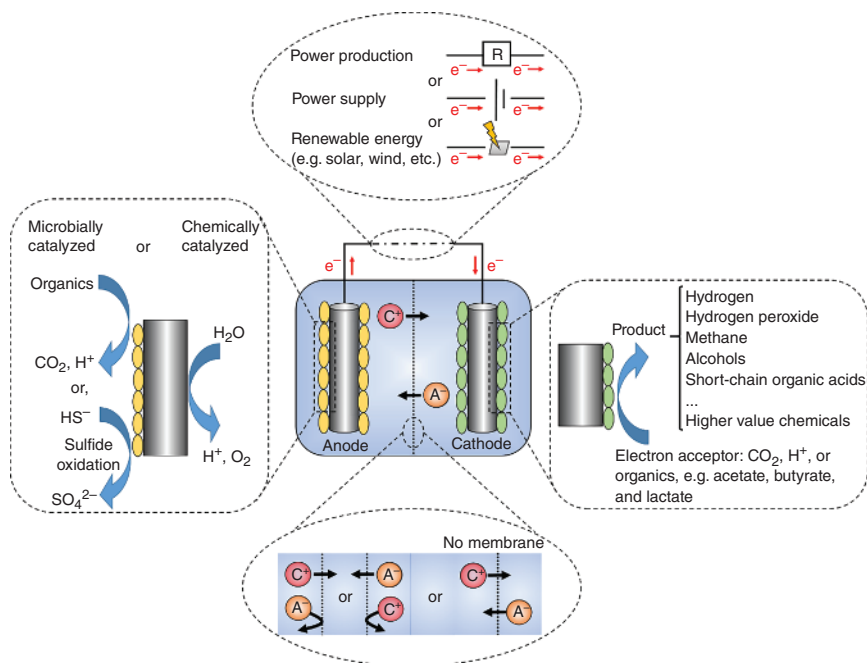 Power production
R
e⁻
e⁻
or
Power supply
e⁻
e⁻
or
Renewable energy
(e.g. solar, wind, etc.)
e⁻
e⁻
Microbially
catalyzed
or
Chemically
catalyzed
Organics
H₂O
CO₂, H⁺
or,
HS⁻
Sulfide
oxidation
H⁺, O₂
SO₄²⁻
e⁻
e⁻
C⁺
A⁻
Anode
Cathode
Product
Hydrogen
Hydrogen peroxide
Methane
Alcohols
Short-chain organic acids
...
Higher value chemicals
Electron acceptor: CO₂, H⁺, or
organics, e.g. acetate, butyrate,
and lactate
No membrane
C⁺
A⁻
C⁺
or
or
A⁻
C⁺
A⁻